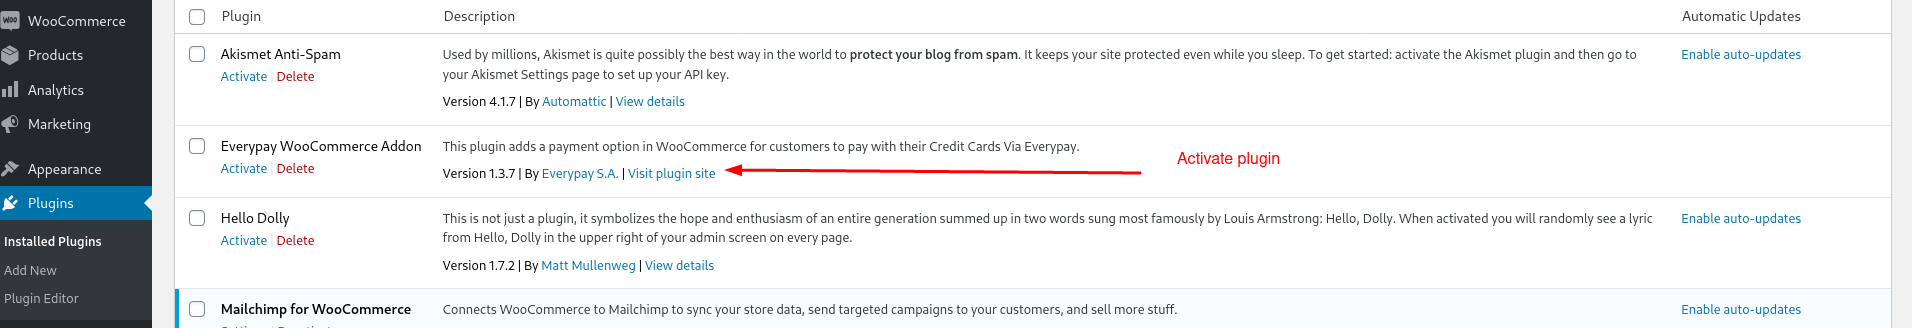 WOO WooCommerce
Products
Analytics
Marketing
Appearance
Plugins
Installed Plugins
Add New
Plugin Editor
Plugin Description Automatic Updates
Akismet Anti-Spam
Activate | Delete
Used by millions, Akismet is quite possibly the best way in the world to protect your blog from spam. It keeps your site protected even while you sleep. To get started: activate the Akismet plugin and then go to
your Akismet Settings page to set up your API key.
Version 4.1.7 | By Automattic | View details
Enable auto-updates
Everypay WooCommerce Addon
Activate | Delete
This plugin adds a payment option in WooCommerce for customers to pay with their Credit Cards Via Everypay.
Version 1.3.7 | By Everypay S.A. | Visit plugin site
Activate plugin
Hello Dolly
Activate | Delete
This is not just a plugin, it symbolizes the hope and enthusiasm of an entire generation summed up in two words sung most famously by Louis Armstrong: Hello, Dolly. When activated you will randomly see a lyric
from Hello, Dolly in the upper right of your admin screen on every page.
Version 1.7.2 | By Matt Mullenweg | View details
Enable auto-updates
Mailchimp for WooCommerce
Connects WooCommerce to Mailchimp to sync your store data, send targeted campaigns to your customers, and sell more stuff.
Enable auto-updates